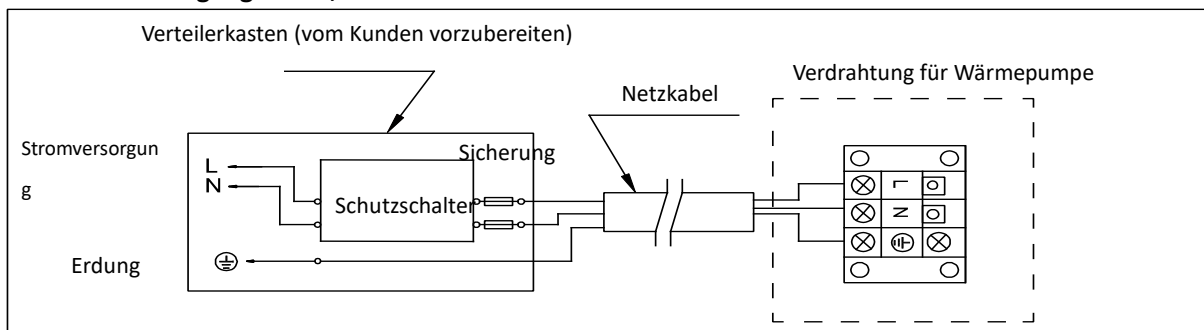 Verteilerkasten (vom Kunden vorzubereiten)
Verdrahtung für Wärmepumpe
Netzkabel
Stromversorgun
g
L
N
Sicherung
Schutzschalter
Erdung
L
N